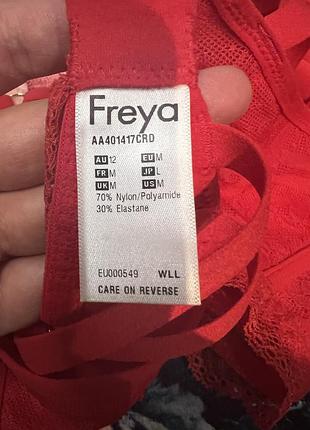 Freya
AA401417CRD
AU 12 EU M
FR M JP L
UK M US M
70% Nylon/Polyamide
30% Elastane
EU000549 WLL
CARE ON REVERSE